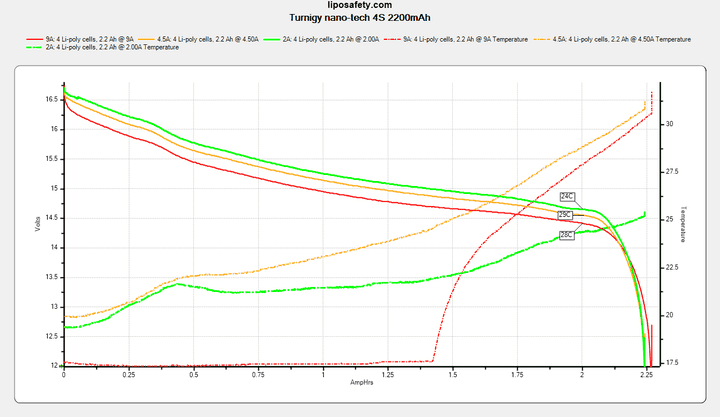 liposafety.com
Turnigy nano-tech 4S 2200mAh
9A: 4 Li-poly cells, 2.2 Ah @ 9A 4.5A: 4 Li-poly cells, 2.2 Ah @ 4.50A 2A: 4 Li-poly cells, 2.2 Ah @ 2.00A 9A: 4 Li-poly cells, 2.2 Ah @ 9A Temperature 4.5A: 4 Li-poly cells, 2.2 Ah @ 4.50A Temperature
2A: 4 Li-poly cells, 2.2 Ah @ 2.00A Temperature
16.5
16
15.5
15
14.5
14
13.5
13
12.5
12
Volts
24C
29C
28C
30
27.5
25
22.5
20
17.5
Temperature
0 0.25 0.5 0.75 1 1.25 1.5 1.75 2 2.25
AmpHrs